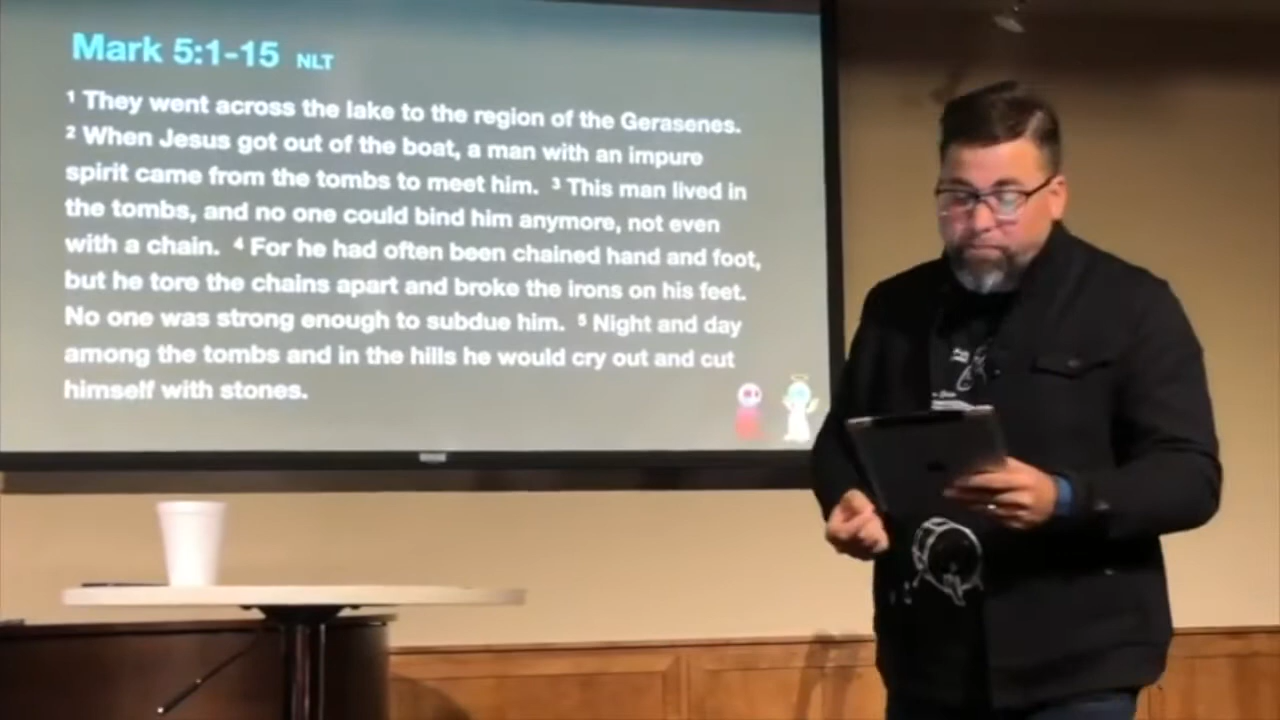 Mark 5:1-15 NLT
¹ They went across the lake to the region of the Gerasenes.
² When Jesus got out of the boat, a man with an impure
spirit came from the tombs to meet him. ³ This man lived in
the tombs, and no one could bind him anymore, not even
with a chain. ⁴ For he had often been chained hand and foot,
but he tore the chains apart and broke the irons on his feet.
No one was strong enough to subdue him. ⁵ Night and day
among the tombs and in the hills he would cry out and cut
himself with stones.